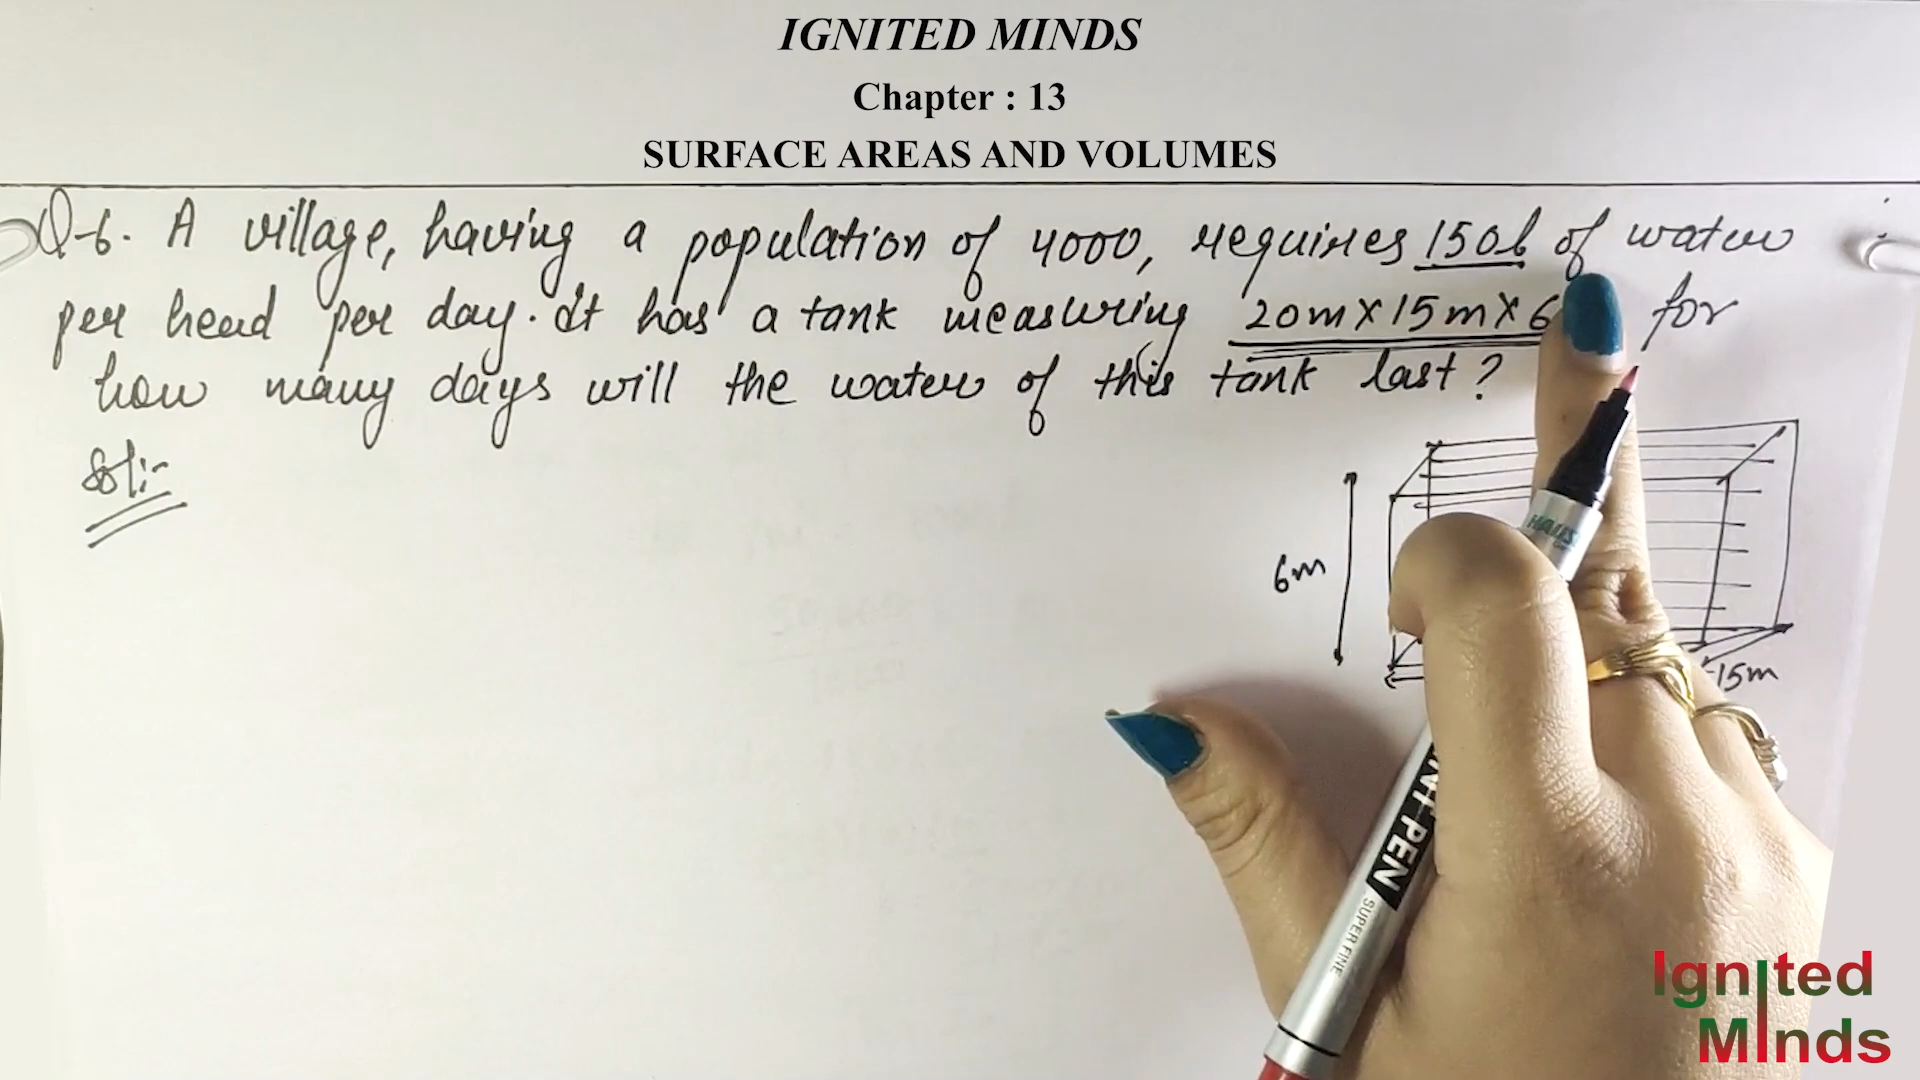 IGNITED MINDS
Chapter : 13
SURFACE AREAS AND VOLUMES
Q-6. A village, having a population of 4000, requires 150l of water
per head per day. It has a tank measuring 20m×15m×6 for
how many days will the water of this tank last?
Sol:-
6m
15m
HAUS
INT PEN
SUPER FINE
Ignited
Minds